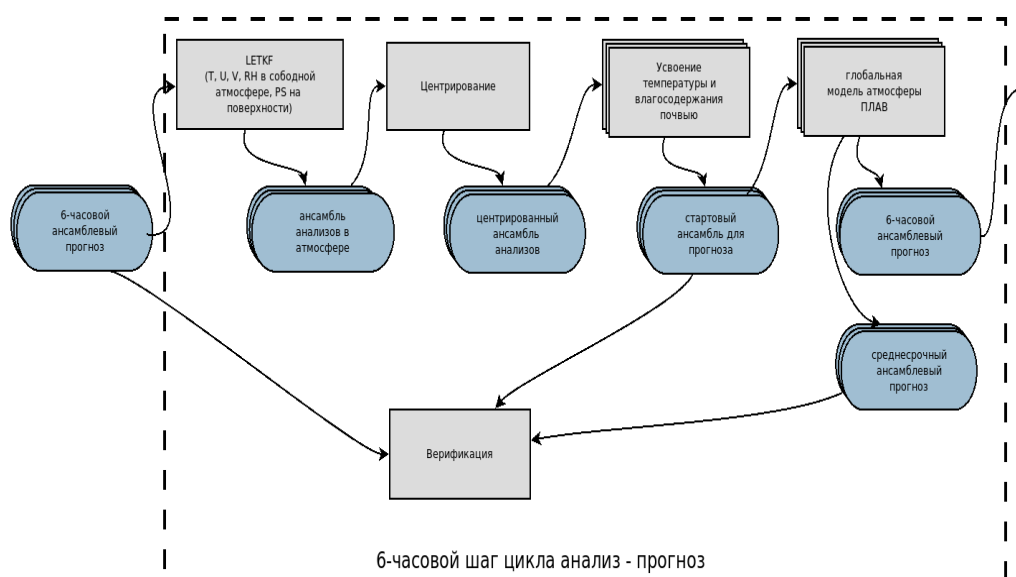 LETKF
(T, U, V, RH в сободной
атмосфере, PS на
поверхности)
Центрирование
Усвоение
температуры и
влагосодержания
почвыю
глобальная
модель атмосферы
ПЛАВ
6-часовой
ансамблевый
прогноз
ансамбль
анализов в
атмосфере
центрированный
ансамбль
анализов
стартовый
ансамбль для
прогноза
6-часовой
ансамблевый
прогноз
среднесрочный
ансамблевый
прогноз
Верификация
6-часовой шаг цикла анализ - прогноз